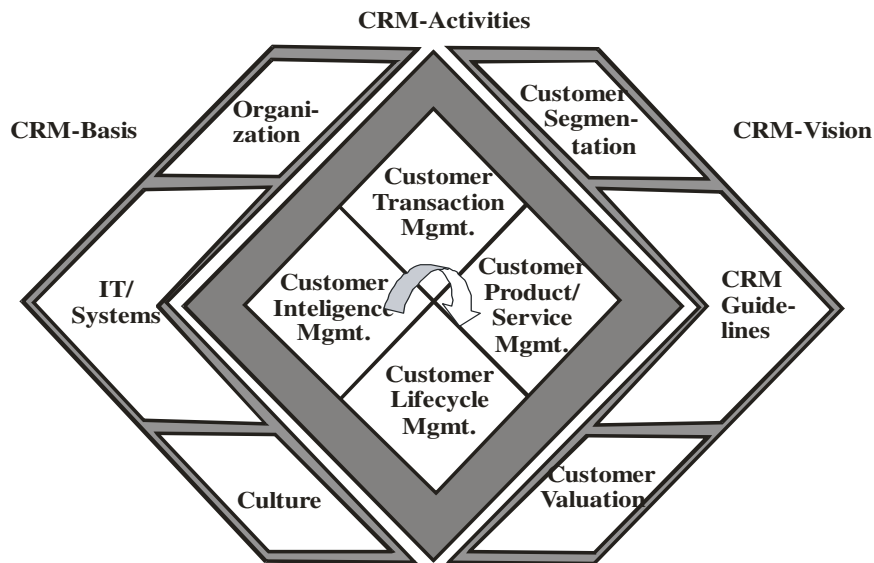 CRM-Activities
CRM-Basis
Organi-
zation
Customer
Segmen-
tation
CRM-Vision
Customer
Transaction
Mgmt.
IT/
Systems
Customer
Inteligence
Mgmt.
Customer
Product/
Service
Mgmt.
CRM
Guide-
lines
Customer
Lifecycle
Mgmt.
Culture
Customer
Valuation